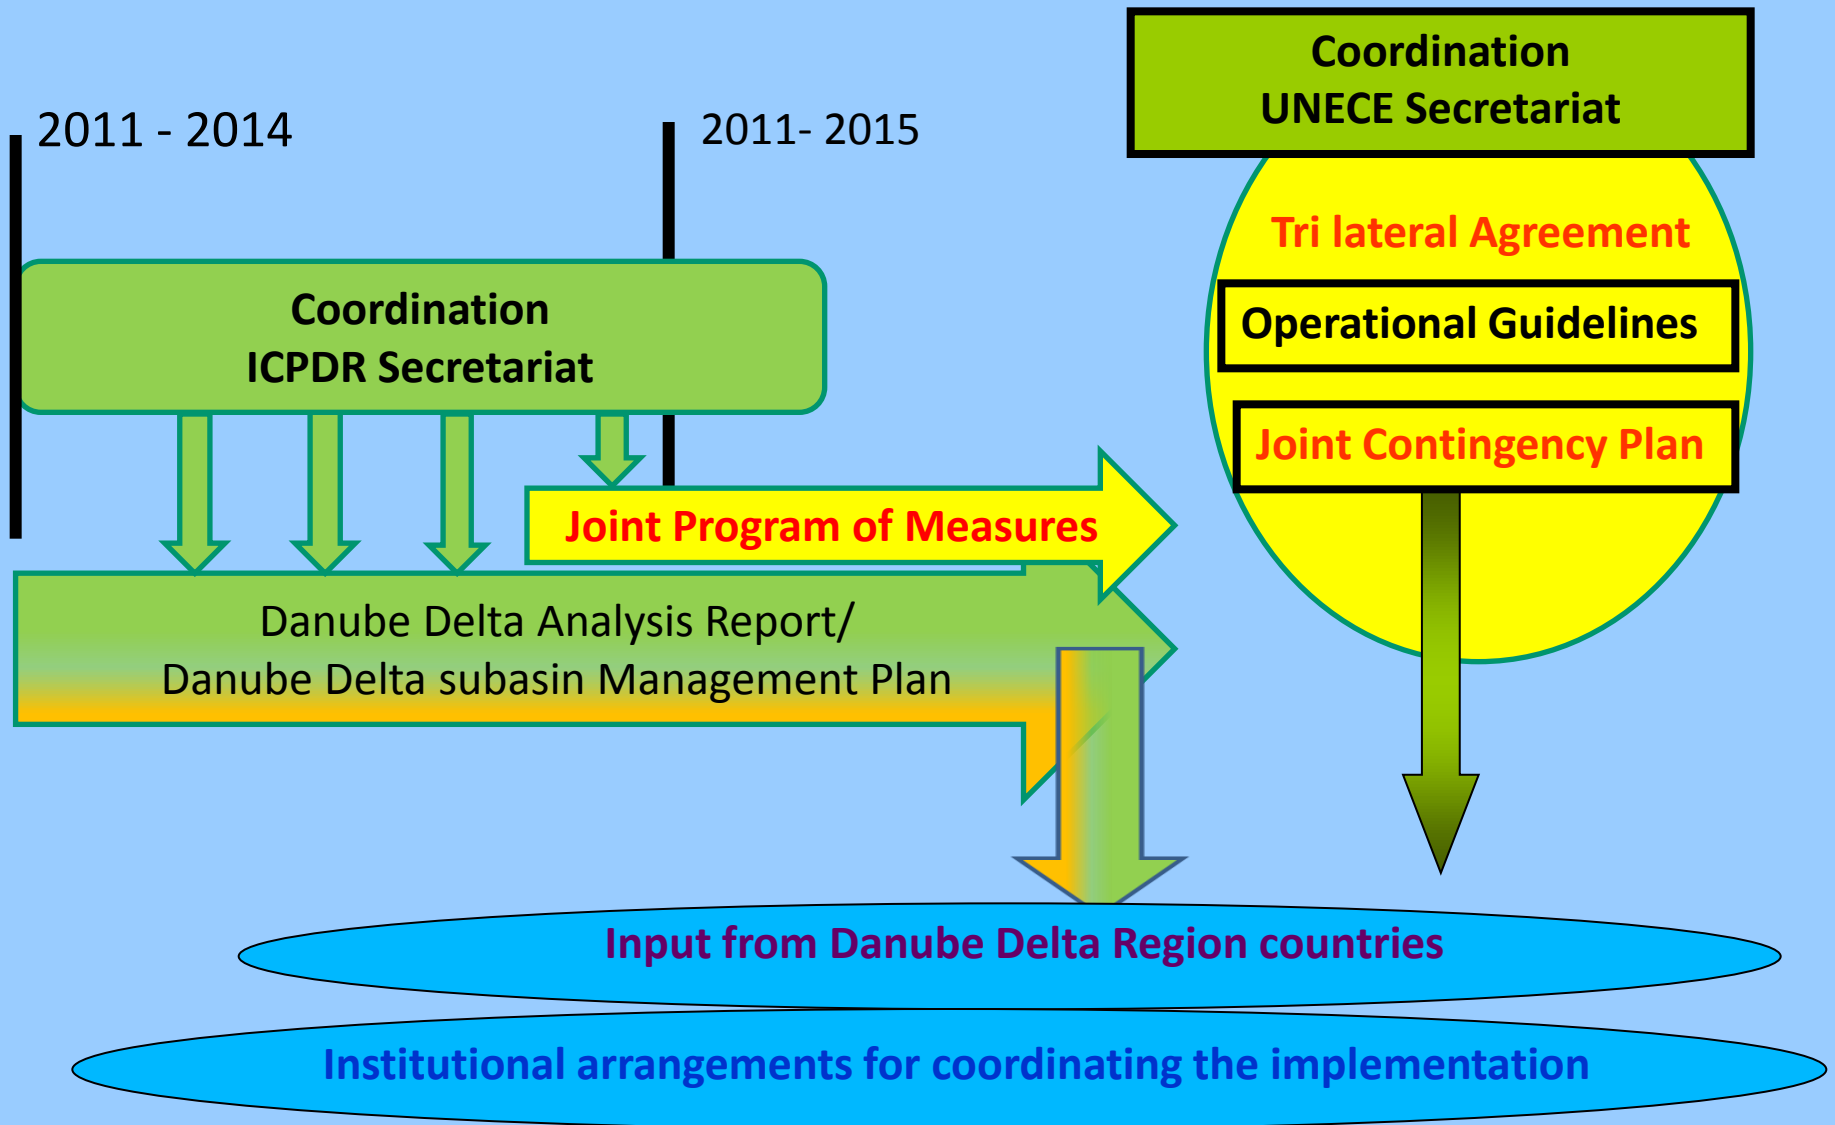 Coordination
UNECE Secretariat
2011 - 2014
2011- 2015
Tri lateral Agreement
Coordination
ICPDR Secretariat
Operational Guidelines
Joint Contingency Plan
Joint Program of Measures
Danube Delta Analysis Report/
Danube Delta subasin Management Plan
Input from Danube Delta Region countries
Institutional arrangements for coordinating the implementation